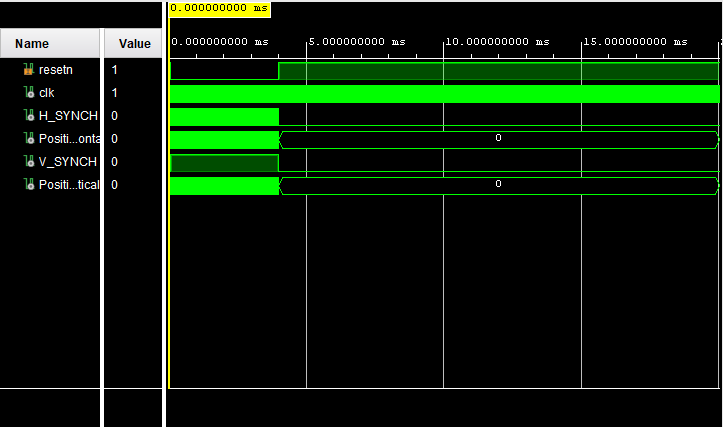 0.000000000 ms
Name Value
0.000000000 ms 5.000000000 ms 10.000000000 ms 15.000000000 ms
resetn 1
clk 1
H_SYNCH 0
Positi...onta 0 0
V_SYNCH 0
Positi...tical 0 0